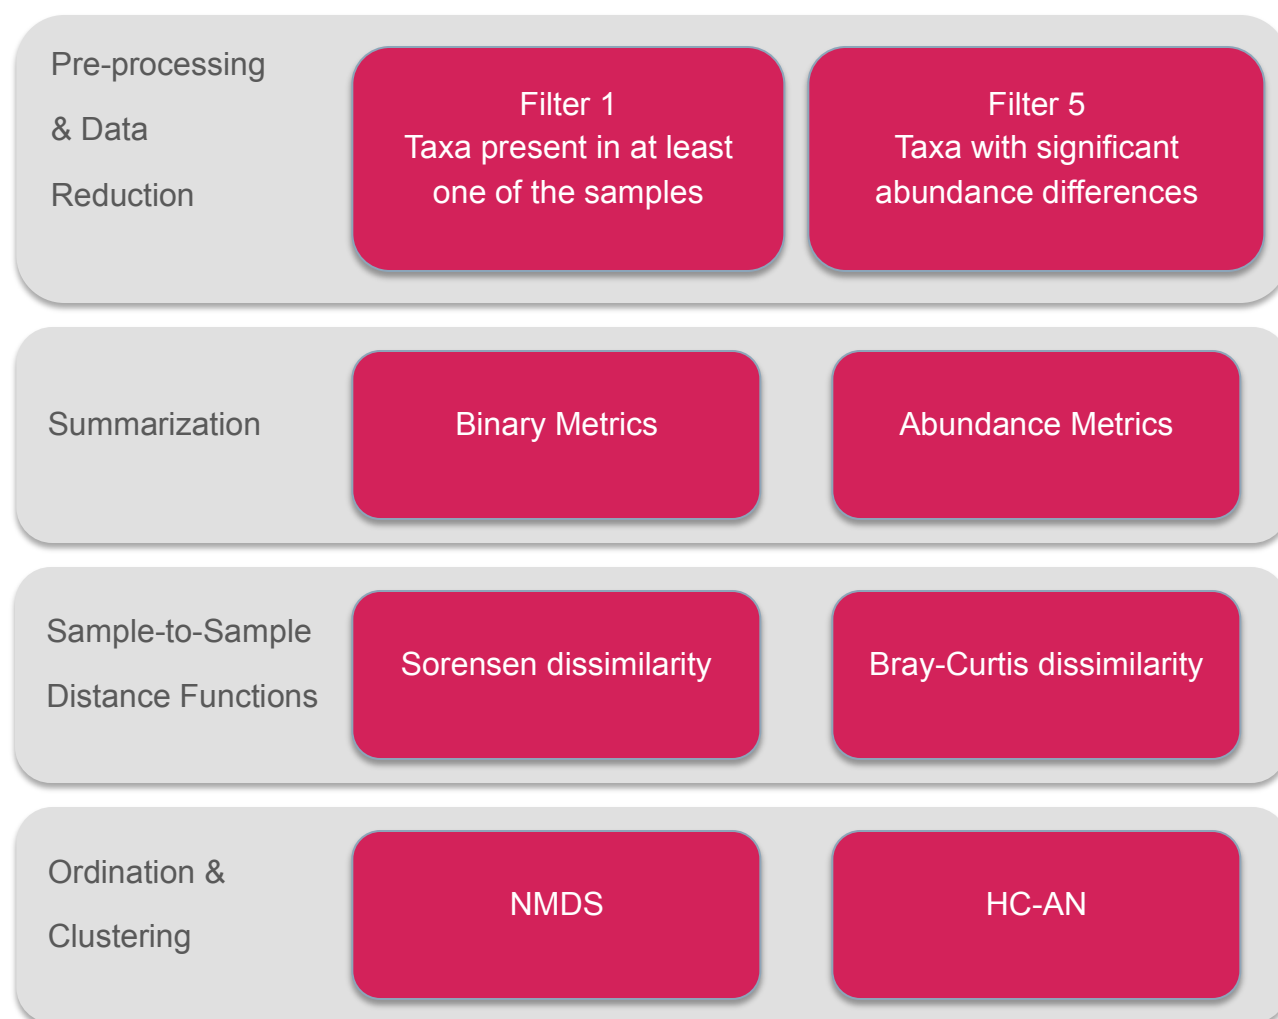 Pre-processing
& Data
Reduction
Filter 1
Taxa present in at least
one of the samples
Filter 5
Taxa with significant
abundance differences
Summarization
Binary Metrics
Abundance Metrics
Sample-to-Sample
Distance Functions
Sorensen dissimilarity
Bray-Curtis dissimilarity
Ordination &
Clustering
NMDS
HC-AN